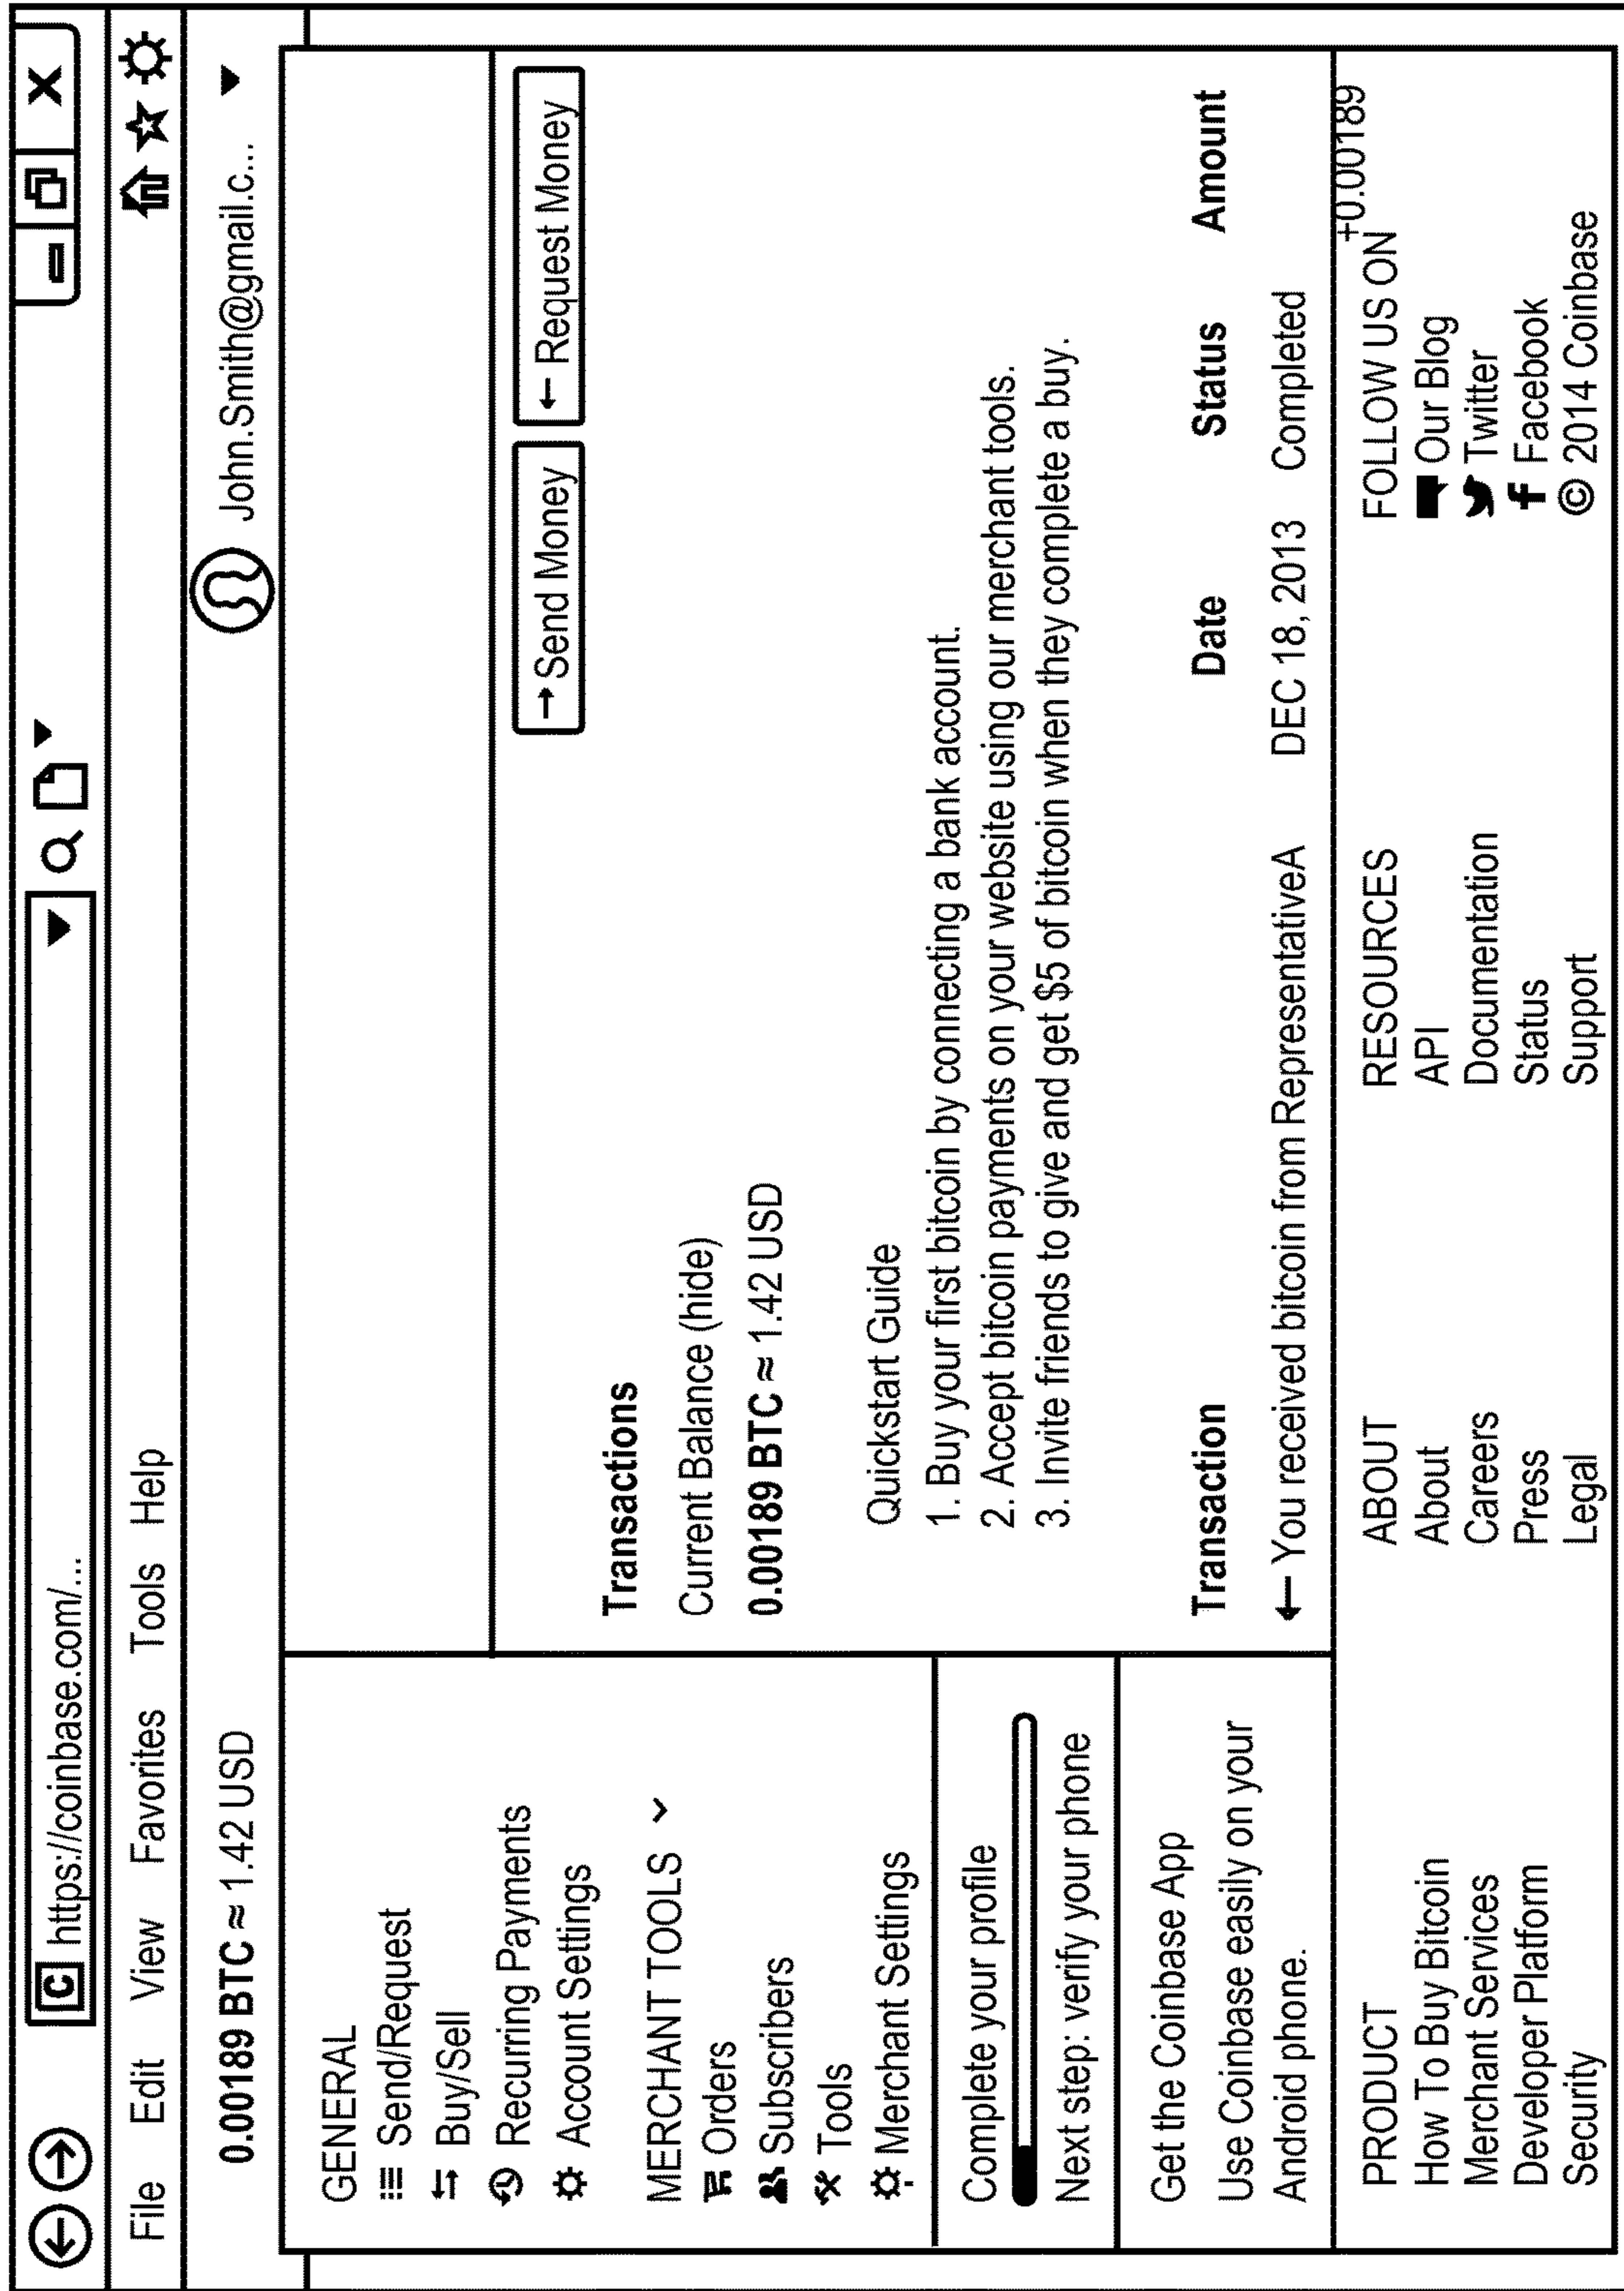 https://coinbase.com/...
X
File Edit View Favorites Tools Help
0.00189 BTC ≈ 1.42 USD
John.Smith@gmail.c...
GENERAL
Send/Request
Buy/Sell
Recurring Payments
Account Settings
MERCHANT TOOLS
Orders
Subscribers
Tools
Merchant Settings
Complete your profile
Next step: verify your phone
Get the Coinbase App
Use Coinbase easily on your
Android phone.
→ Send Money
← Request Money
Transactions
Current Balance (hide)
0.00189 BTC ≈ 1.42 USD
Quickstart Guide
1. Buy your first bitcoin by connecting a bank account.
2. Accept bitcoin payments on your website using our merchant tools.
3. Invite friends to give and get $5 of bitcoin when they complete a buy.
Transaction Date Status Amount
← You received bitcoin from RepresentativeA DEC 18, 2013 Completed +0.00189
PRODUCT
How To Buy Bitcoin
Merchant Services
Developer Platform
Security
ABOUT
About
Careers
Press
Legal
RESOURCES
API
Documentation
Status
Support
FOLLOW US ON
Our Blog
Twitter
Facebook
© 2014 Coinbase